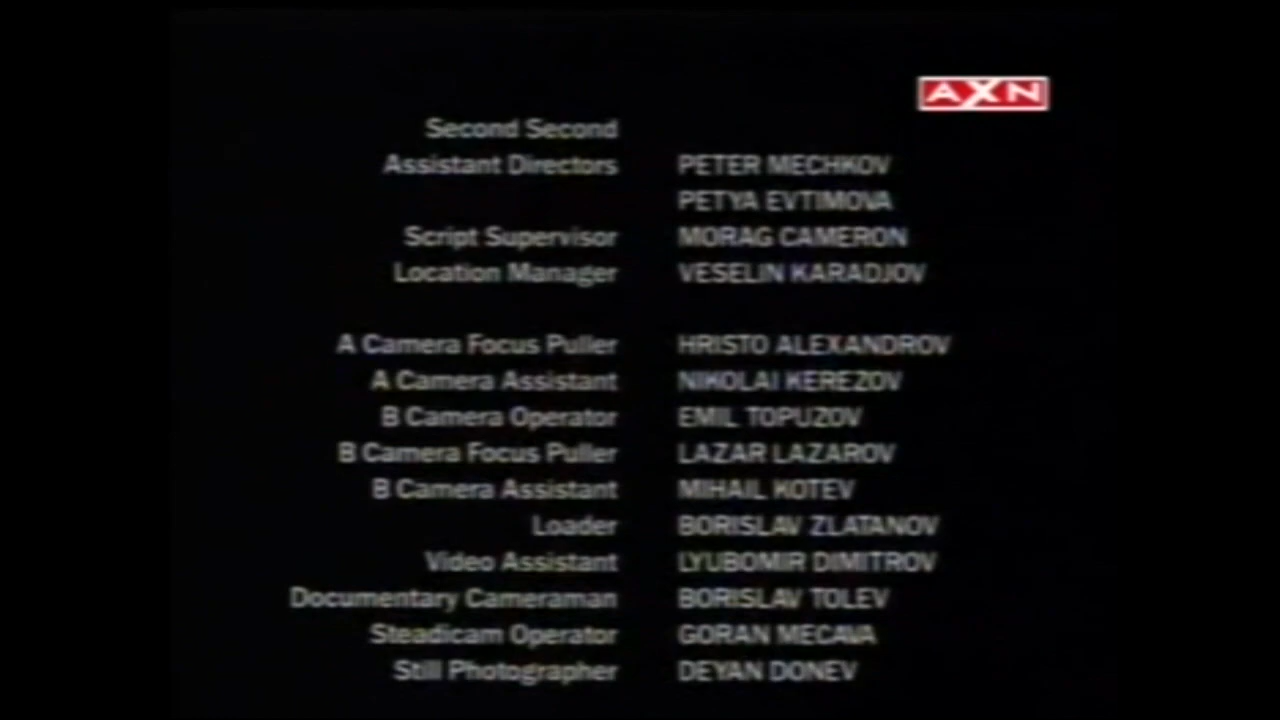 AXN
Second Second
Assistant Directors PETER MECHKOV
PETYA EVTIMOVA
Script Supervisor MORAG CAMERON
Location Manager VESELIN KARADJOV
A Camera Focus Puller HRISTO ALEXANDROV
A Camera Assistant NIKOLAI KEREZOV
B Camera Operator EMIL TOPUZOV
B Camera Focus Puller LAZAR LAZAROV
B Camera Assistant MIHAIL KOTEV
Loader BORISLAV ZLATANOV
Video Assistant LYUBOMIR DIMITROV
Documentary Cameraman BORISLAV TOLEV
Steadicam Operator GORAN MECAVA
Still Photographer DEYAN DONEV